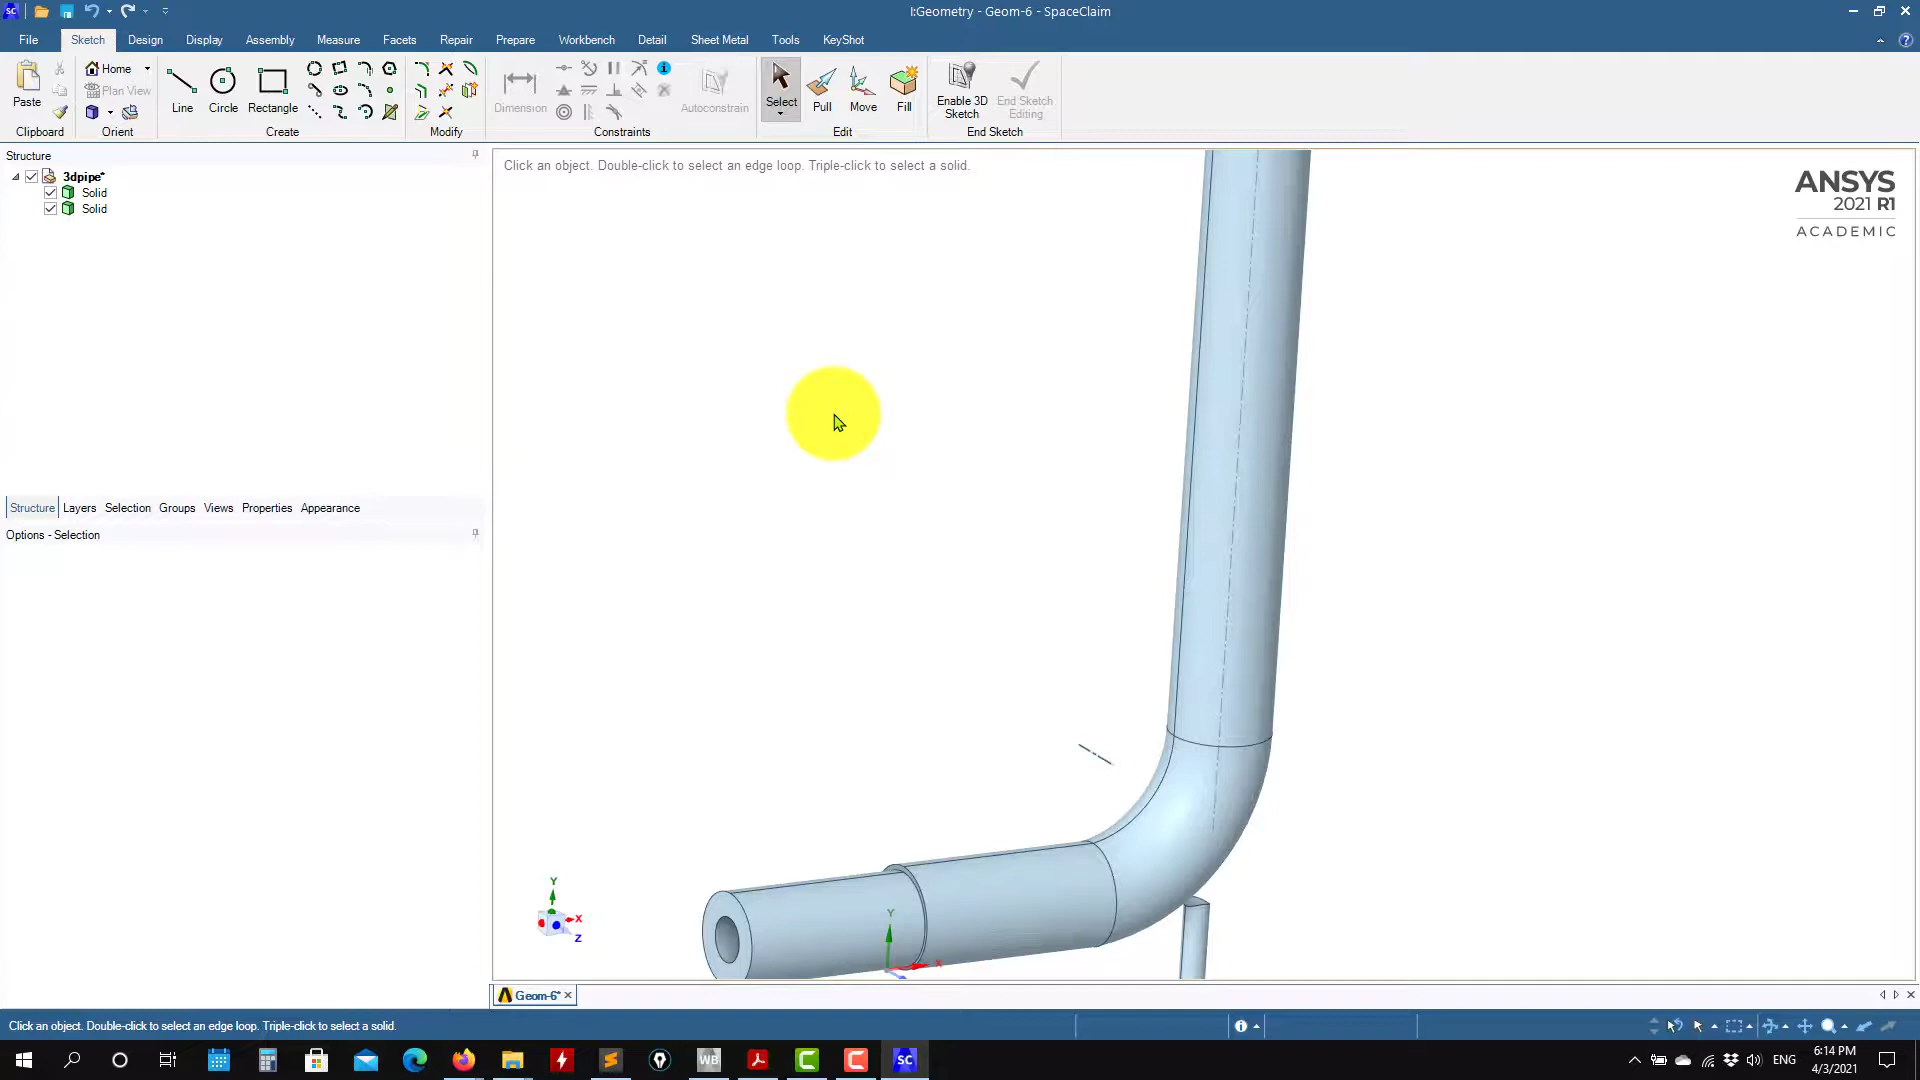 SC
I:Geometry - Geom-6 - SpaceClaim
File Sketch Design Display Assembly Measure Facets Repair Prepare Workbench Detail Sheet Metal Tools KeyShot
Paste
Home
Plan View
Line Circle Rectangle
Dimension
Autoconstrain
Select Pull Move Fill
Enable 3D Sketch
End Sketch Editing
Clipboard Orient Create Modify Constraints Edit End Sketch
Structure
3dpipe*
Solid
Solid
Structure Layers Selection Groups Views Properties Appearance
Options - Selection
Click an object. Double-click to select an edge loop. Triple-click to select a solid.
ANSYS
2021 R1
ACADEMIC
Y
X
Z
Y
X
Geom-6*
Click an object. Double-click to select an edge loop. Triple-click to select a solid.
WB
SC
ENG
6:14 PM
4/3/2021